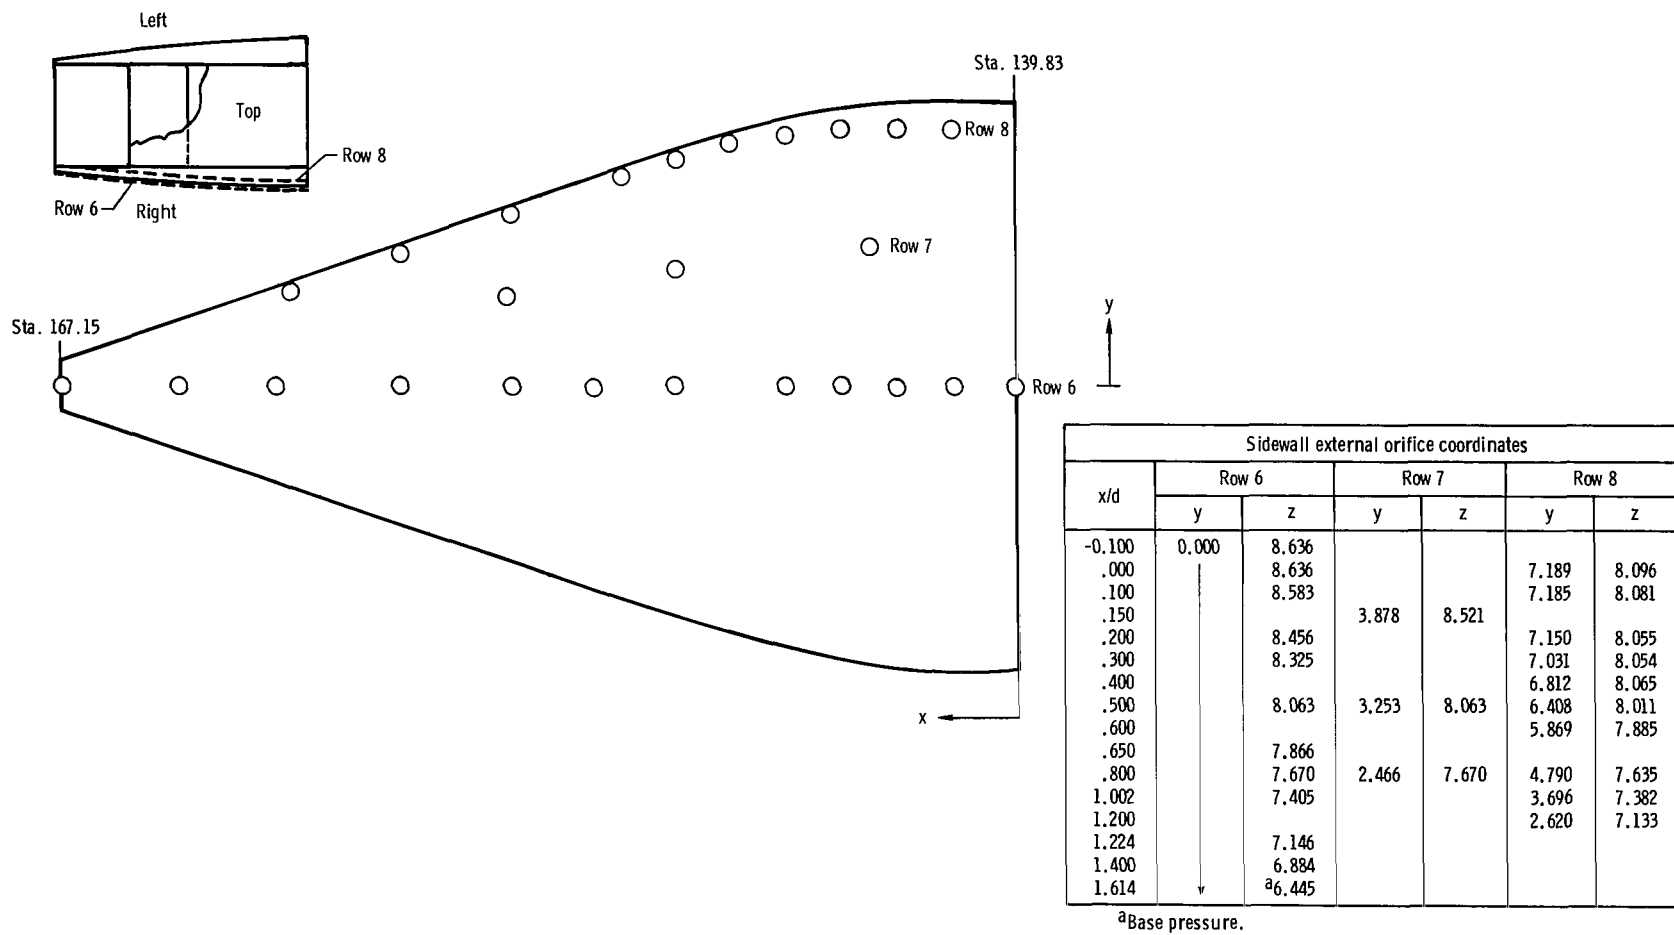 Left
Top
Row 8
Row 6
Right
Sta. 139.83
Row 8
Row 7
Sta. 167.15
y
Row 6
x
Sidewall external orifice coordinates
x/d Row 6 Row 7 Row 8
y z y z y z
-0.100 0.000 8.636
.000 8.636 7.189 8.096
.100 8.583 7.185 8.081
.150 3.878 8.521
.200 8.456 7.150 8.055
.300 8.325 7.031 8.054
.400 6.812 8.065
.500 8.063 3.253 8.063 6.408 8.011
.600 5.869 7.885
.650 7.866
.800 7.670 2.466 7.670 4.790 7.635
1.002 7.405 3.696 7.382
1.200 2.620 7.133
1.224 7.146
1.400 6.884
1.614 a6.445
aBase pressure.